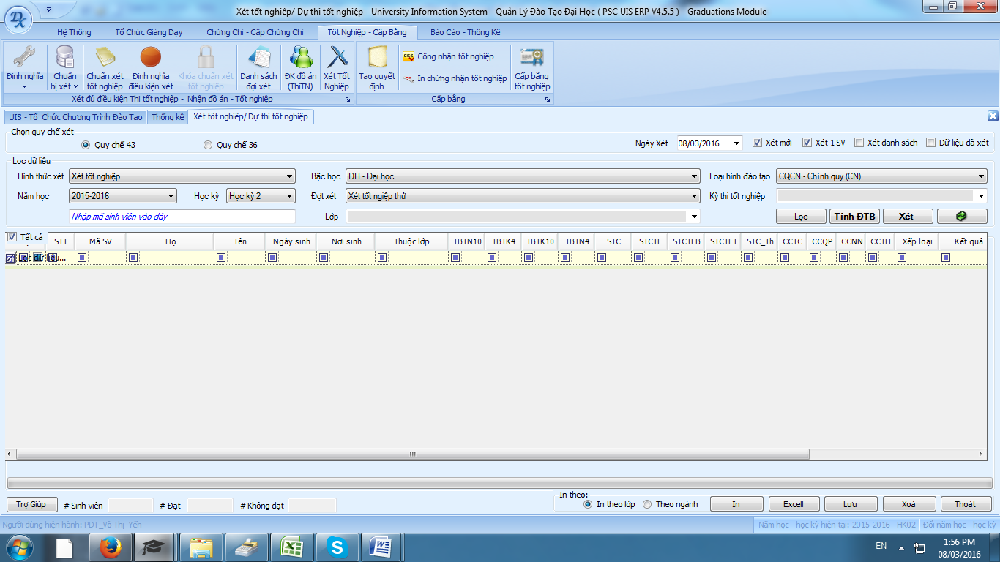 Xét tốt nghiệp/ Dự thi tốt nghiệp - University Information System - Quản Lý Đào Tạo Đại Học ( PSC UIS ERP V4.5.5 ) - Graduations Module
Hệ Thống Tổ Chức Giảng Dạy Chứng Chỉ - Cấp Chứng Chỉ Tốt Nghiệp - Cấp Bằng Báo Cáo - Thống Kê
Định nghĩa
Chuẩn bị xét
Chuẩn xét tốt nghiệp
Định nghĩa điều kiện xét
Khóa chuẩn xét tốt nghiệp
Danh sách đợi xét
ĐK đồ án (ThiTN)
Xét Tốt Nghiệp
Tạo quyết định
CSS Công nhận tốt nghiệp
In chứng nhận tốt nghiệp
Cấp bằng tốt nghiệp
Xét đủ điều kiện Thi tốt nghiệp - Nhận đồ án - Tốt nghiệp
Cấp bằng
UIS - Tổ Chức Chương Trình Đào Tạo Thống kê Xét tốt nghiệp/ Dự thi tốt nghiệp
Chọn quy chế xét
Quy chế 43 Quy chế 36 Ngày Xét 08/03/2016 Xét mới Xét 1 SV Xét danh sách Dữ liệu đã xét
Lọc dữ liệu
Hình thức xét Xét tốt nghiệp Bậc học DH - Đại học Loại hình đào tạo CQCN - Chính quy (CN)
Năm học 2015-2016 Học kỳ Học kỳ 2 Đợt xét Xét tốt ngiệp thử Kỳ thi tốt nghiệp
Nhập mã sinh viên vào đây Lớp Lọc Tính ĐTB Xét
Tất cả STT Mã SV Họ Tên Ngày sinh Nơi sinh Thuộc lớp TBTN10 TBTK4 TBTK10 TBTN4 STC STCTL STCTLB STCTLT STC_Th CCTC CCQP CCNN CCTH Xếp loại Kết quả
Lọc dữ liệu...
Trợ Giúp # Sinh viên # Đạt # Không đạt In theo: In theo lớp Theo ngành In Excell Lưu Xoá Thoát
Người dùng hiện hành: PDT_Võ Thị Yến Năm học - học kỳ hiện tại: 2015-2016 - HK02 Đổi năm học - học kỳ
EN 1:56 PM
08/03/2016